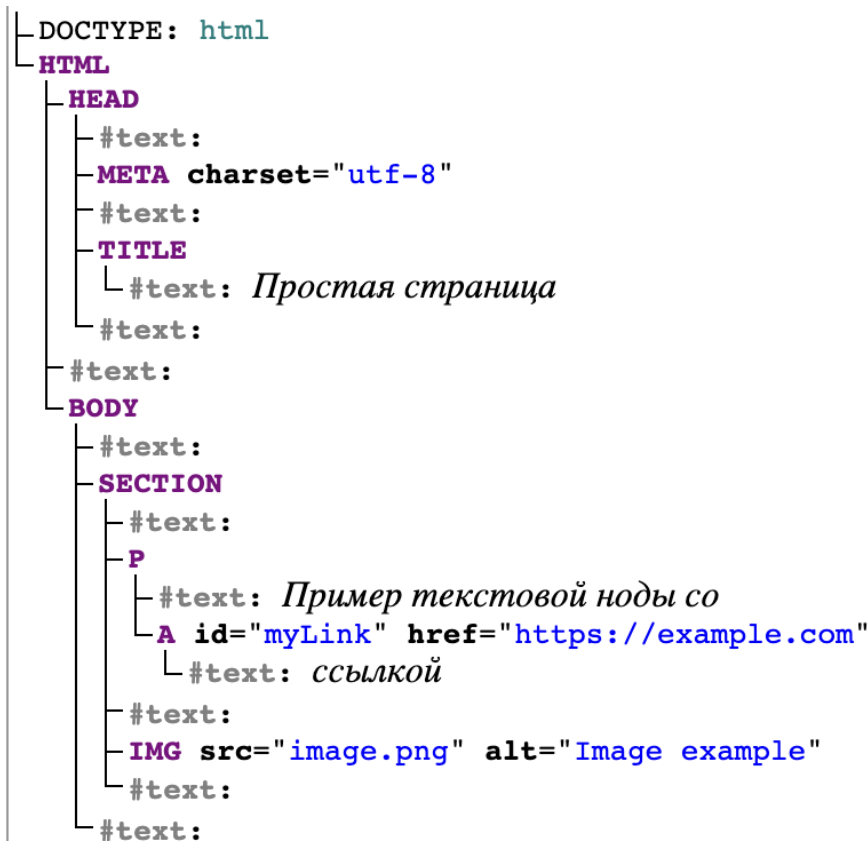 DOCTYPE: html
HTML
HEAD
#text:
META charset="utf-8"
#text:
TITLE
#text: Простая страница
#text:
#text:
BODY
#text:
SECTION
#text:
P
#text: Пример текстовой ноды со
A id="myLink" href="https://example.com"
#text: ссылкой
#text:
IMG src="image.png" alt="Image example"
#text:
#text: